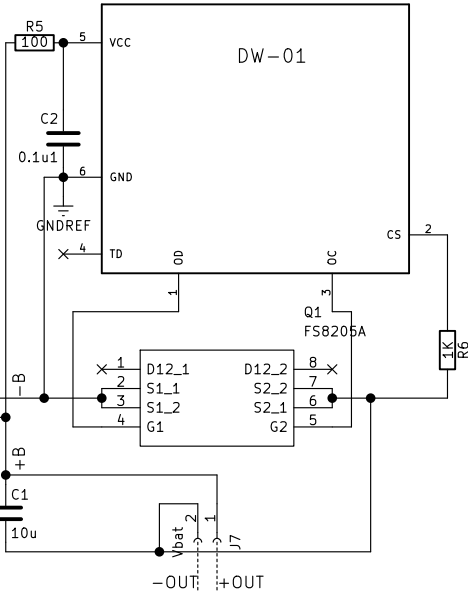 R5
100
5
VCC
DW-01
C2
0.1u1
6
GND
GNDREF
4
TD
OD
OC
CS
2
1
3
Q1
FS8205A
1K
R6
1
D12_1
D12_2
8
2
S1_1
S2_2
7
3
S1_2
S2_1
6
4
G1
G2
5
-B
+B
C1
10u
Vbat
2
1
J7
-OUT
+OUT